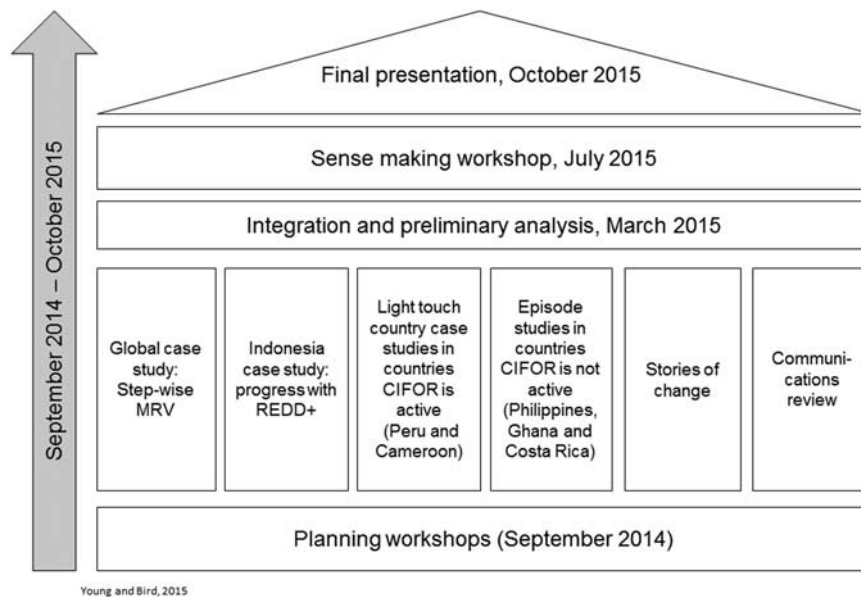 Final presentation, October 2015
Sense making workshop, July 2015
Integration and preliminary analysis, March 2015
September 2014 – October 2015
Global case
study:
Step-wise
MRV
Indonesia
case study:
progress with
REDD+
Light touch
country case
studies in
countries
CIFOR is
active
(Peru and
Cameroon)
Episode
studies in
countries
CIFOR is not
active
(Philippines,
Ghana and
Costa Rica)
Stories of
change
Communi-
cations
review
Planning workshops (September 2014)
Young and Bird, 2015